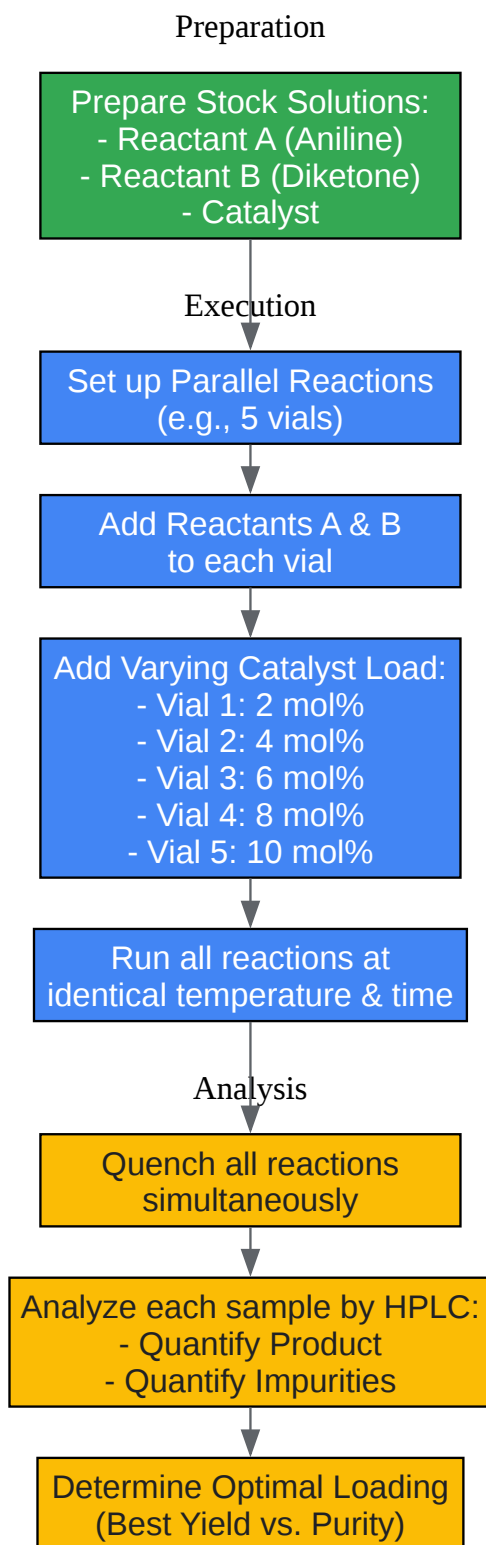 Preparation
Prepare Stock Solutions:
- Reactant A (Aniline)
- Reactant B (Diketone)
- Catalyst
Execution
Set up Parallel Reactions
(e.g., 5 vials)
Add Reactants A & B
to each vial
Add Varying Catalyst Load:
- Vial 1: 2 mol%
- Vial 2: 4 mol%
- Vial 3: 6 mol%
- Vial 4: 8 mol%
- Vial 5: 10 mol%
Run all reactions at
identical temperature & time
Analysis
Quench all reactions
simultaneously
Analyze each sample by HPLC:
- Quantify Product
- Quantify Impurities
Determine Optimal Loading
(Best Yield vs. Purity)